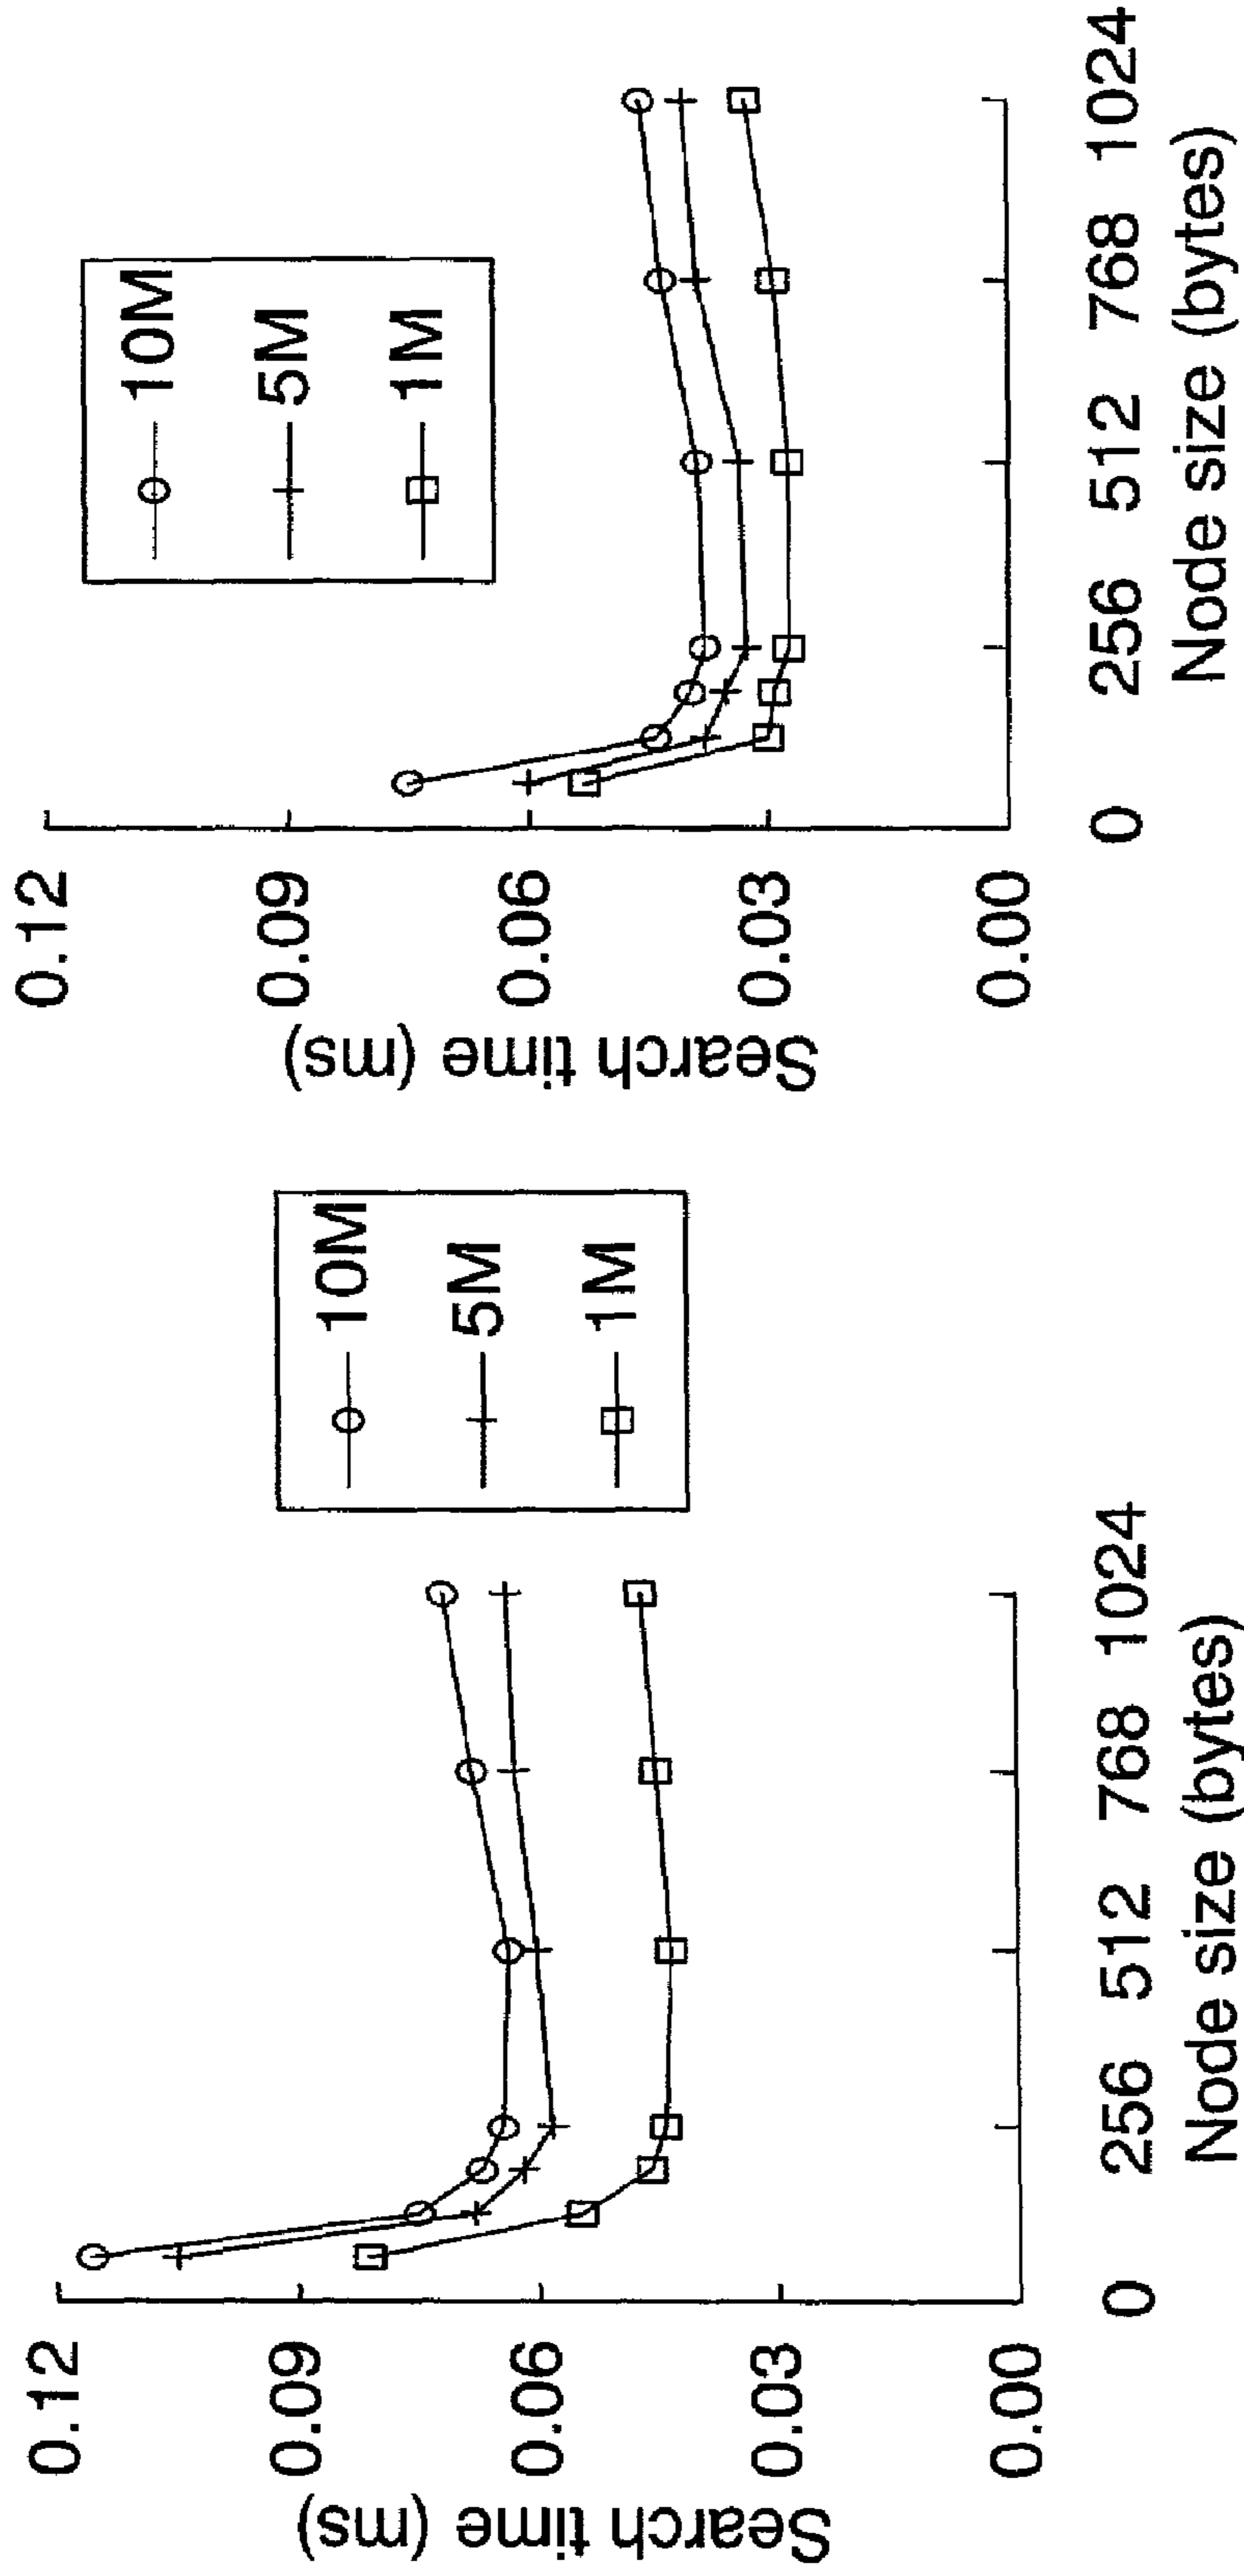 Search time (ms)
0.12
0.09
0.06
0.03
0.00
0 256 512 768 1024
Node size (bytes)
10M
5M
1M
Search time (ms)
0.12
0.09
0.06
0.03
0.00
0 256 512 768 1024
Node size (bytes)
10M
5M
1M